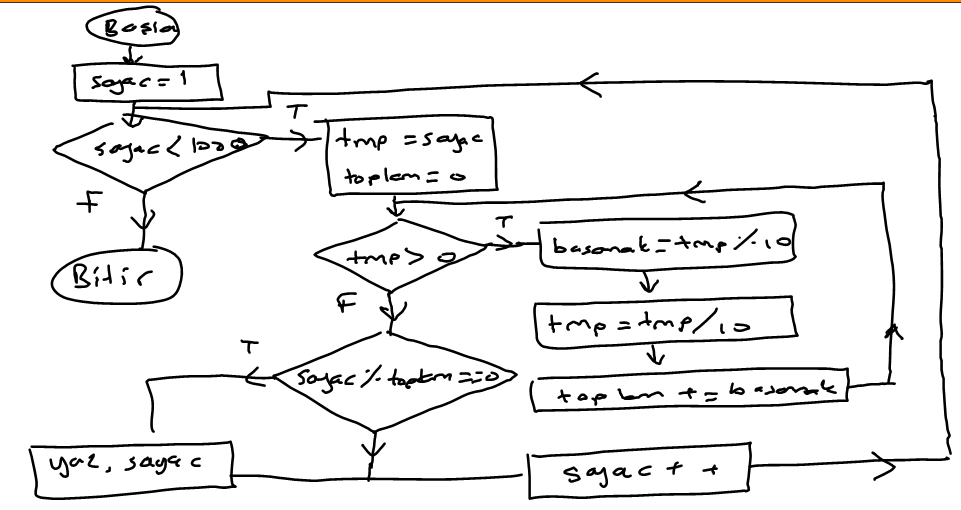 Başla
sayac = 1
sayac < 1000
T
tmp = sayac
toplam = 0
F
Bitir
tmp > 0
T
basamak = tmp % 10
F
tmp = tmp / 10
toplam += basamak
sayac % toplam == 0
T
yaz, sayac
sayac ++